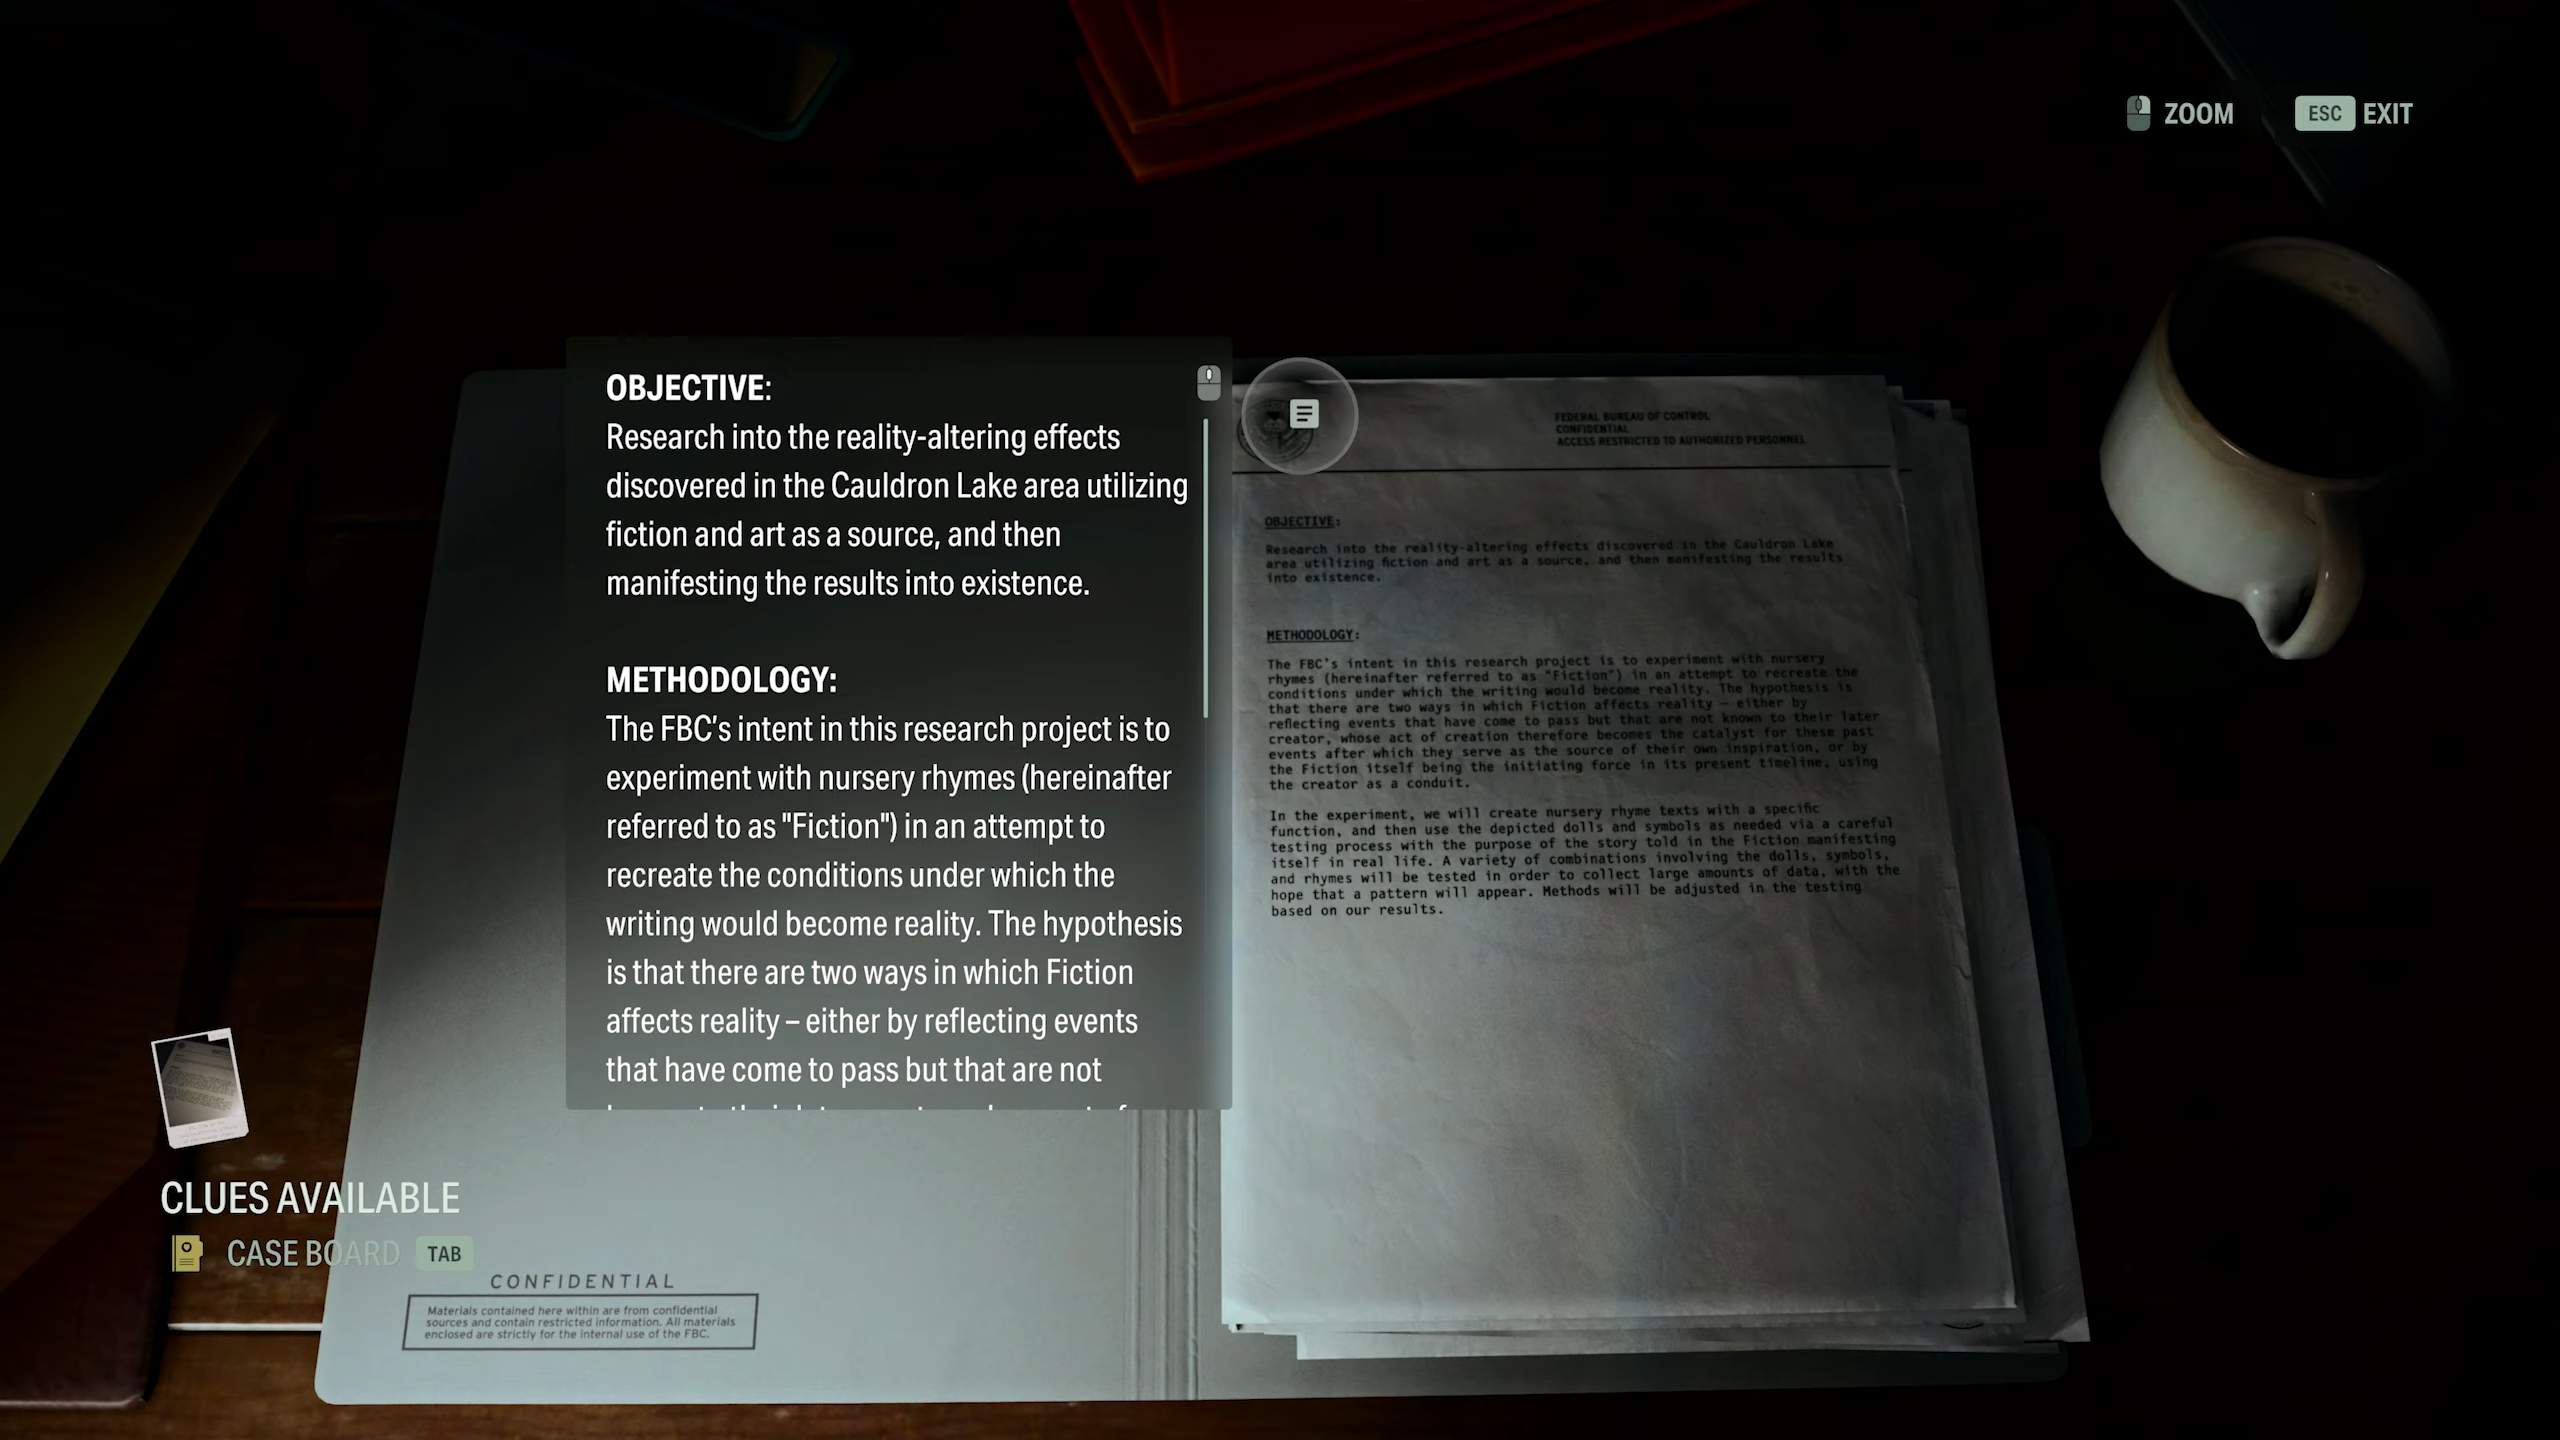 ZOOM
ESC EXIT
OBJECTIVE:
Research into the reality-altering effects
discovered in the Cauldron Lake area utilizing
fiction and art as a source, and then
manifesting the results into existence.
METHODOLOGY:
The FBC's intent in this research project is to
experiment with nursery rhymes (hereinafter
referred to as "Fiction") in an attempt to
recreate the conditions under which the
writing would become reality. The hypothesis
is that there are two ways in which Fiction
affects reality – either by reflecting events
that have come to pass but that are not
FEDERAL BUREAU OF CONTROL
CONFIDENTIAL
ACCESS RESTRICTED TO AUTHORIZED PERSONNEL
OBJECTIVE:
Research into the reality-altering effects discovered in the Cauldron Lake
area utilizing fiction and art as a source, and then manifesting the results
into existence.
METHODOLOGY:
The FBC's intent in this research project is to experiment with nursery
rhymes (hereinafter referred to as "Fiction") in an attempt to recreate the
conditions under which the writing would become reality. The hypothesis is
that there are two ways in which Fiction affects reality – either by
reflecting events that have come to pass but that are not known to their later
creator, whose act of creation therefore becomes the catalyst for these past
events after which they serve as the source of their own inspiration, or by
the Fiction itself being the initiating force in its present timeline, using
the creator as a conduit.
In the experiment, we will create nursery rhyme texts with a specific
function, and then use the depicted dolls and symbols as needed via a careful
testing process with the purpose of the story told in the Fiction manifesting
itself in real life. A variety of combinations involving the dolls, symbols,
and rhymes will be tested in order to collect large amounts of data, with the
hope that a pattern will appear. Methods will be adjusted in the testing
based on our results.
CLUES AVAILABLE
CASE BOARD TAB
CONFIDENTIAL
Materials contained here within are from confidential
sources and contain restricted information. All materials
enclosed are strictly for the internal use of the FBC.